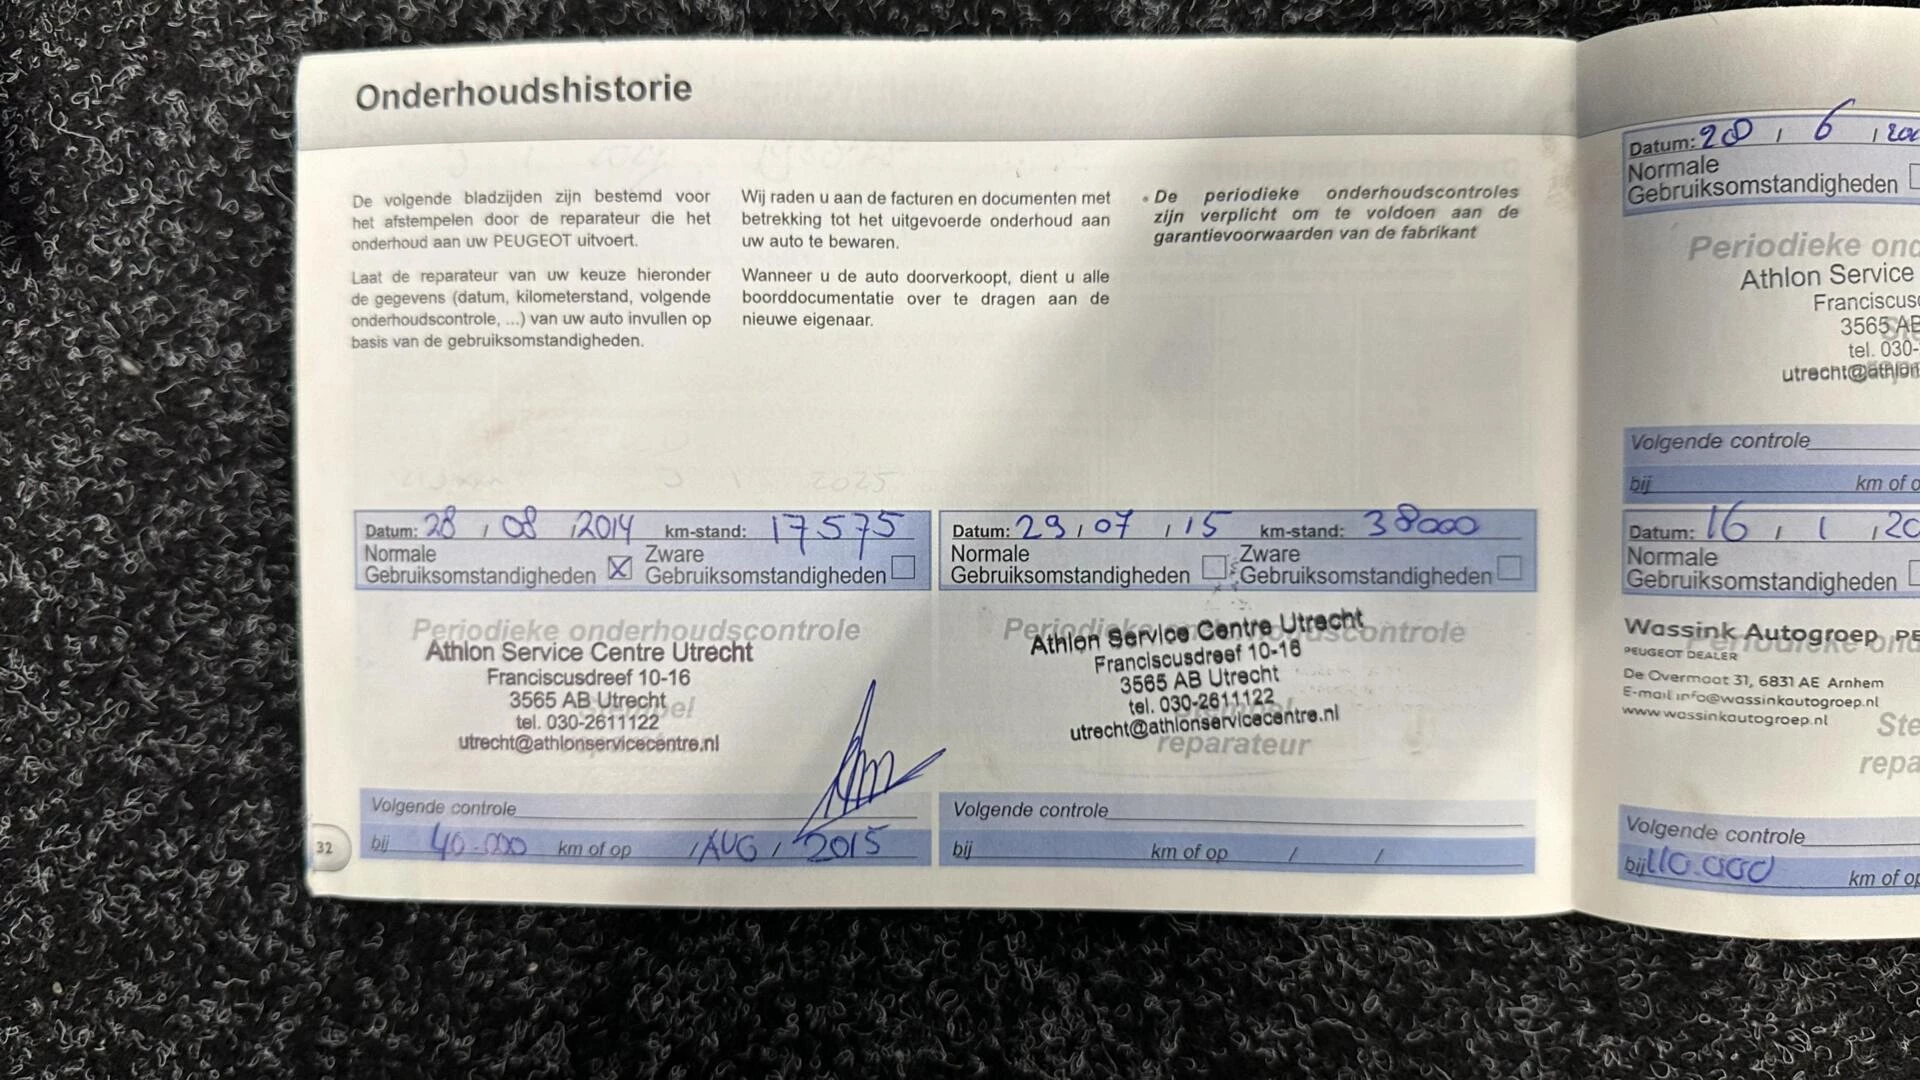 Onderhoudshistorie
De volgende bladzijden zijn bestemd voor
het afstempelen door de reparateur die het
onderhoud aan uw PEUGEOT uitvoert.
Laat de reparateur van uw keuze hieronder
de gegevens (datum, kilometerstand, volgende
onderhoudscontrole, ...) van uw auto invullen op
basis van de gebruiksomstandigheden.
Wij raden u aan de facturen en documenten met
betrekking tot het uitgevoerde onderhoud aan
uw auto te bewaren.
Wanneer u de auto doorverkoopt, dient u alle
boorddocumentatie over te dragen aan de
nieuwe eigenaar.
De periodieke onderhoudscontroles
zijn verplicht om te voldoen aan de
garantievoorwaarden van de fabrikant
Datum: 28 / 08 / 2014 km-stand: 17575
Normale Gebruiksomstandigheden
Zware Gebruiksomstandigheden
Periodieke onderhoudscontrole
Athlon Service Centre Utrecht
Franciscusdreef 10-16
3565 AB Utrecht
tel. 030-2611122
utrecht@athlonservicecentre.nl
Volgende controle
bij 40.000 km of op / AUG / 2015
32
Datum: 29 / 07 / 15 km-stand: 38000
Normale Gebruiksomstandigheden
Zware Gebruiksomstandigheden
Athlon Service Centre Utrecht
Franciscusdreef 10-16
3565 AB Utrecht
tel. 030-2611122
utrecht@athlonservicecentre.nl
reparateur
Volgende controle
bij km of op / /
Datum: 20 / 6 / 
Normale
Gebruiksomstandigheden
Periodieke
Athlon Service
3565 AB
tel. 030-
Volgende controle
bij km of
Datum: 16 / 1 / 20
Normale
Gebruiksomstandigheden
Wassink Autogroep
PEUGEOT DEALER
De Overmaat 31, 6831 AE Arnhem
E-mail info@wassinkautogroep.nl
www.wassinkautogroep.nl
Volgende controle
bij 110.000 km of op